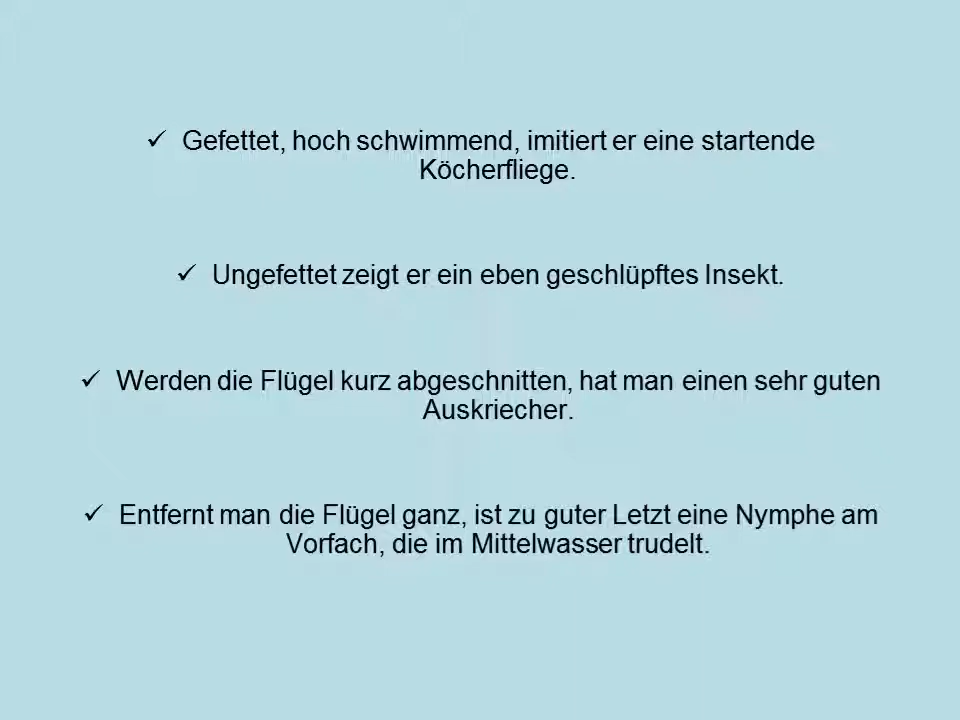 ✓ Gefettet, hoch schwimmend, imitiert er eine startende
Köcherfliege.
✓ Ungefettet zeigt er ein eben geschlüpftes Insekt.
✓ Werden die Flügel kurz abgeschnitten, hat man einen sehr guten
Auskriecher.
✓ Entfernt man die Flügel ganz, ist zu guter Letzt eine Nymphe am
Vorfach, die im Mittelwasser trudelt.